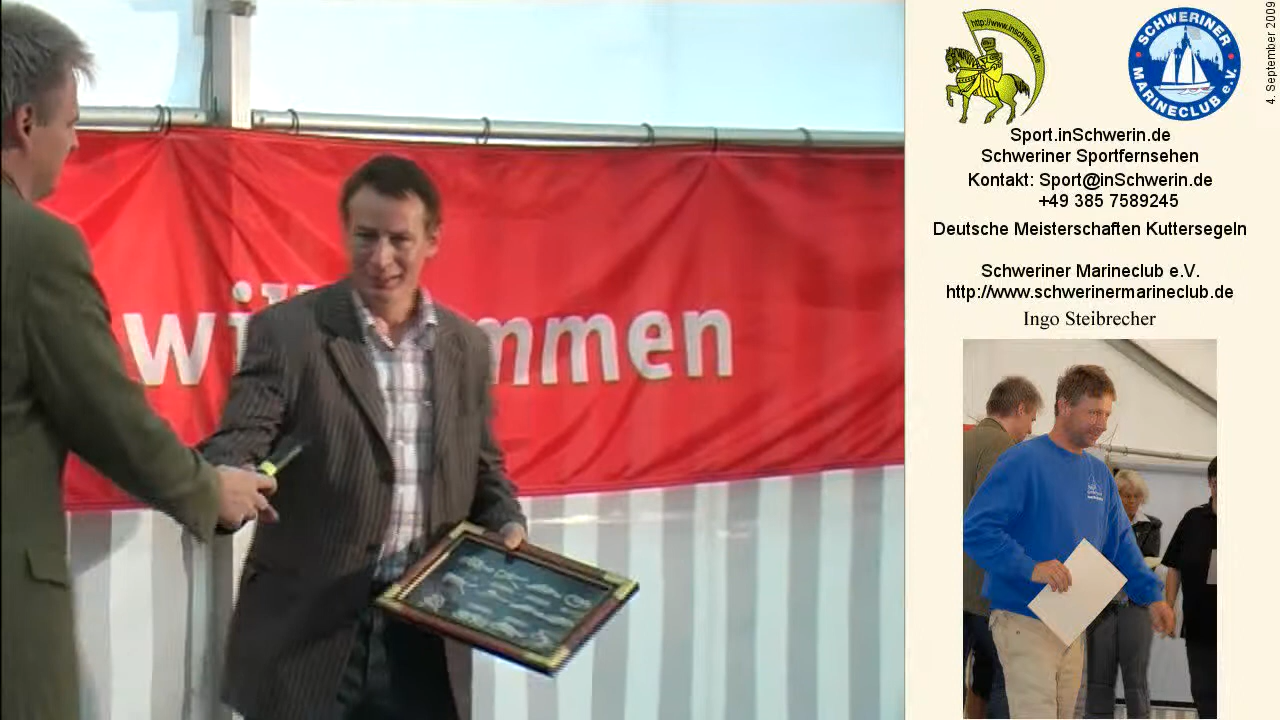 willkommen
http://www.inschwerin.de
SCHWERINER
MARINECLUB e.V.
4. September 2009
Sport.inSchwerin.de
Schweriner Sportfernsehen
Kontakt: Sport@inSchwerin.de
+49 385 7589245
Deutsche Meisterschaften Kuttersegeln
Schweriner Marineclub e.V.
http://www.schwerinermarineclub.de
Ingo Steibrecher